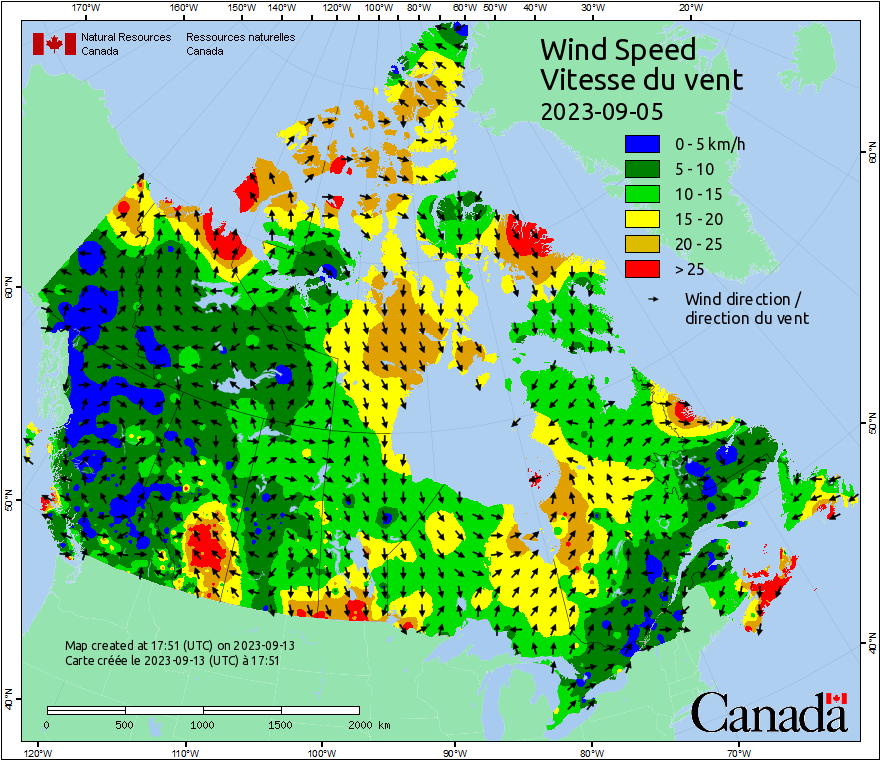 170°W 160°W 150°W 140°W 120°W 100°W 80°W 60°W 50°W 40°W 30°W 20°W
Natural Resources Ressources naturelles
Canada Canada
Wind Speed
Vitesse du vent
2023-09-05
0 - 5 km/h
5 - 10
10 - 15
15 - 20
20 - 25
> 25
Wind direction /
direction du vent
60°N
50°N
40°N
60°N
50°N
40°N
Map created at 17:51 (UTC) on 2023-09-13
Carte créée le 2023-09-13 (UTC) à 17:51
0 500 1000 1500 2000 km
Canada
120°W 110°W 100°W 90°W 80°W 70°W